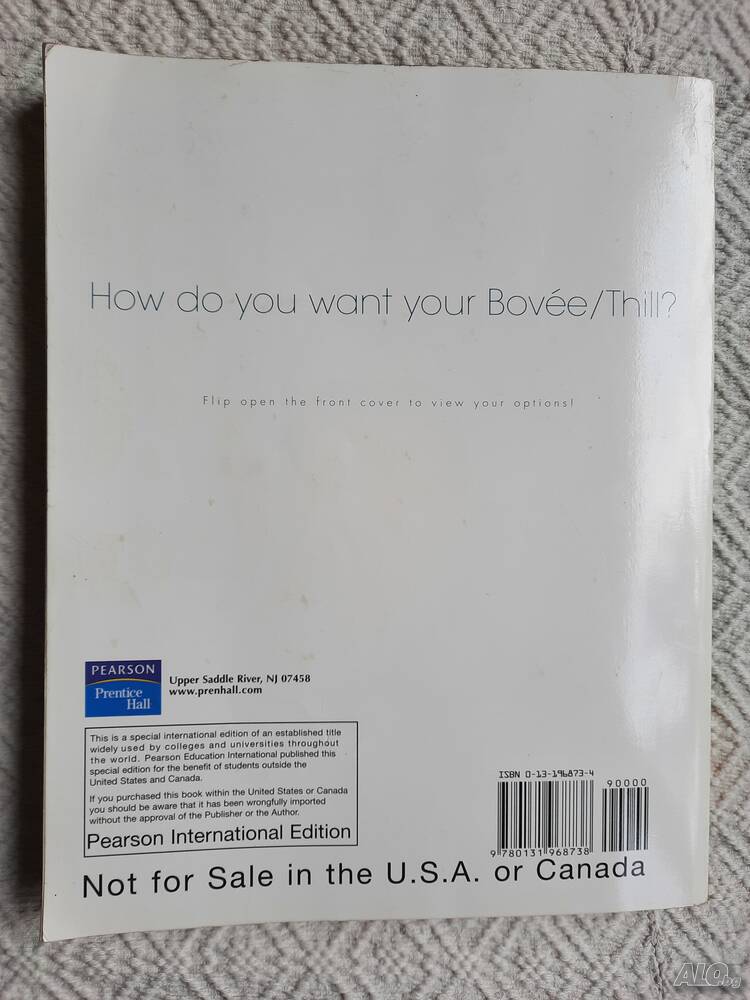 How do you want your Bovée/Thill?
Flip open the front cover to view your options!
PEARSON
Prentice
Hall
Upper Saddle River, NJ 07458
www.prenhall.com
This is a special international edition of an established title
widely used by colleges and universities throughout
the world. Pearson Education International published this
special edition for the benefit of students outside the
United States and Canada.
If you purchased this book within the United States or Canada
you should be aware that it has been wrongfully imported
without the approval of the Publisher or the Author.
Pearson International Edition
ISBN 0-13-196873-4
90000
9 780131 968738
Not for Sale in the U.S.A. or Canada
ALO.bg